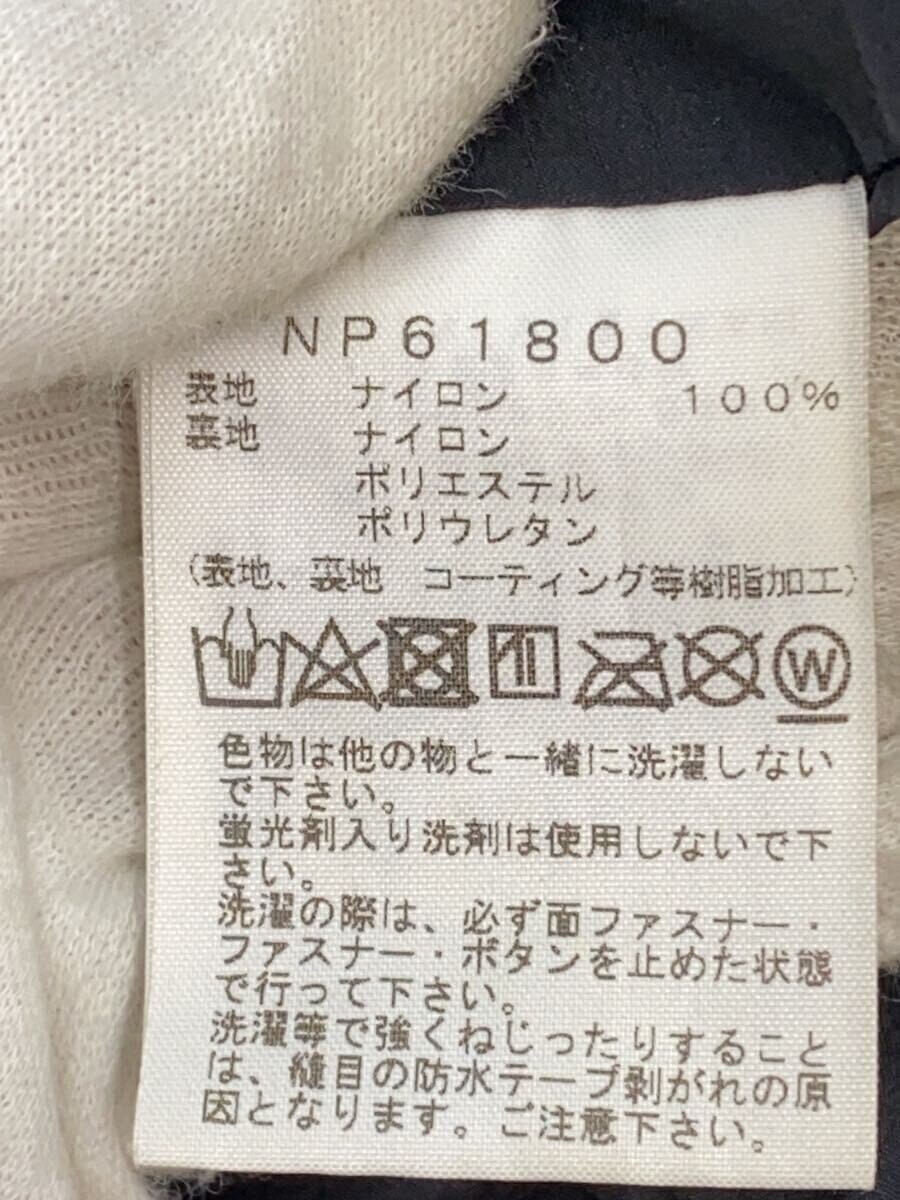 NP61800
表地 ナイロン 100%
裏地 ナイロン
ポリエステル
ポリウレタン
(表地、裏地 コーティング等樹脂加工)
W
色物は他の物と一緒に洗濯しない
で下さい。
蛍光剤入り洗剤は使用しないで下
さい。
洗濯の際は、必ず面ファスナー・
ファスナー・ボタンを止めた状態
で行って下さい。
洗濯等で強くねじったりすること
は、縫目の防水テープ剥がれの原
因となります。ご注意下さい。